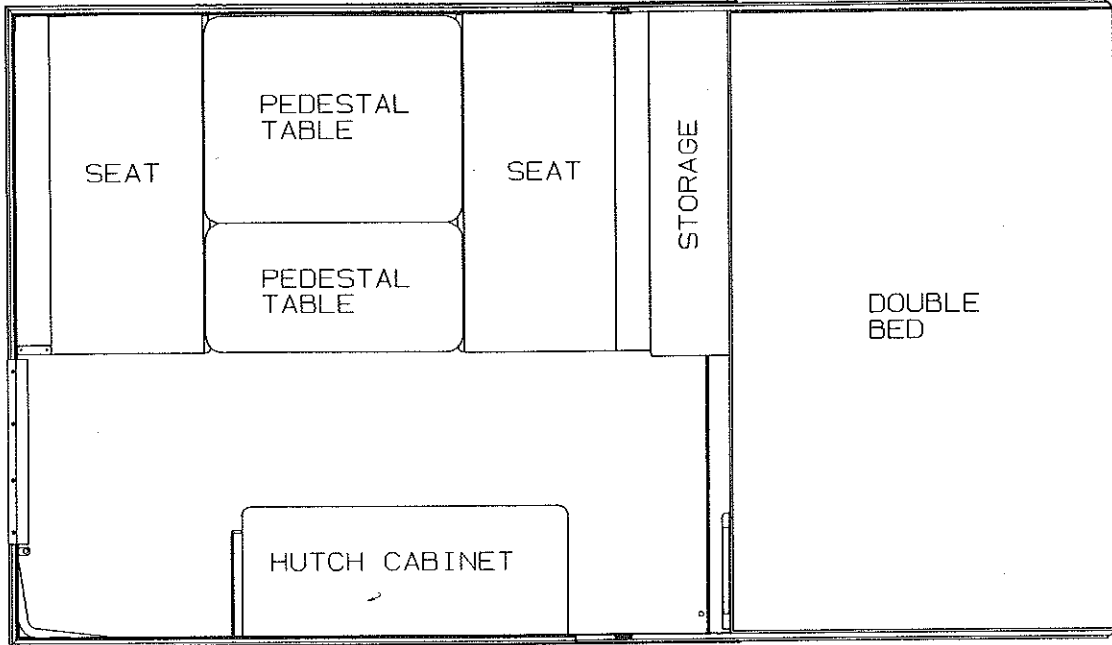 SEAT
PEDESTAL
TABLE
PEDESTAL
TABLE
SEAT
STORAGE
DOUBLE
BED
HUTCH CABINET